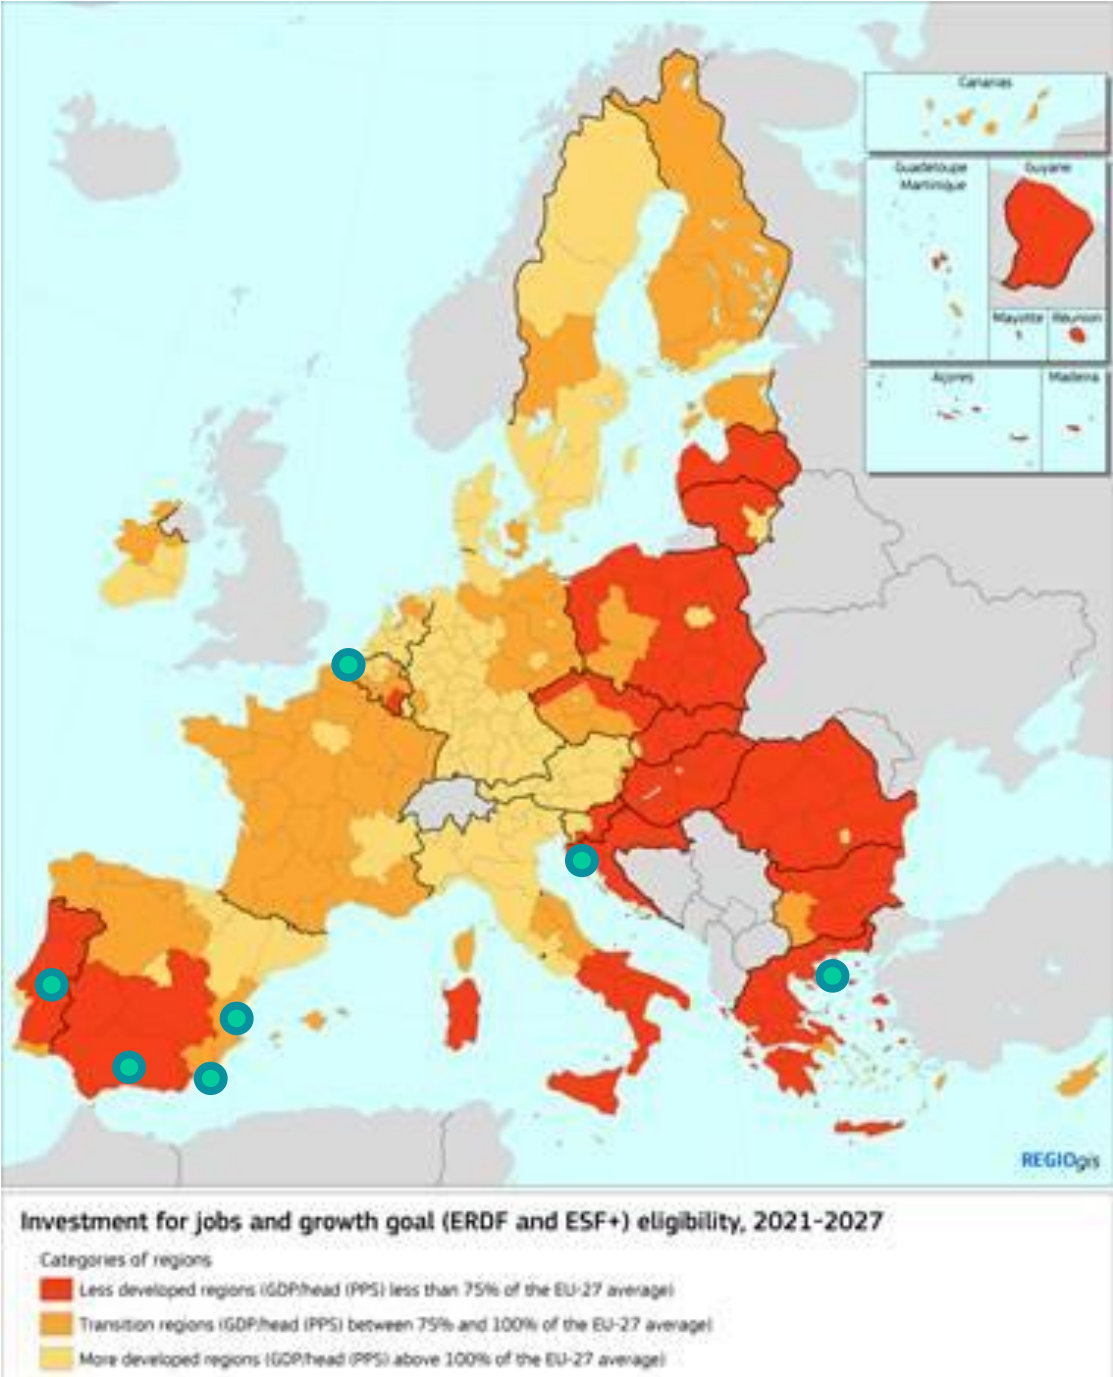 Canarias
Guadeloupe
Martinique
Guyane
Mayotte
Réunion
Açores
Madeira
REGIOgis
Investment for jobs and growth goal (ERDF and ESF+) eligibility, 2021-2027
Categories of regions
Less developed regions (GDP/head (PPS) less than 75% of the EU-27 average)
Transition regions (GDP/head (PPS) between 75% and 100% of the EU-27 average)
More developed regions (GDP/head (PPS) above 100% of the EU-27 average)